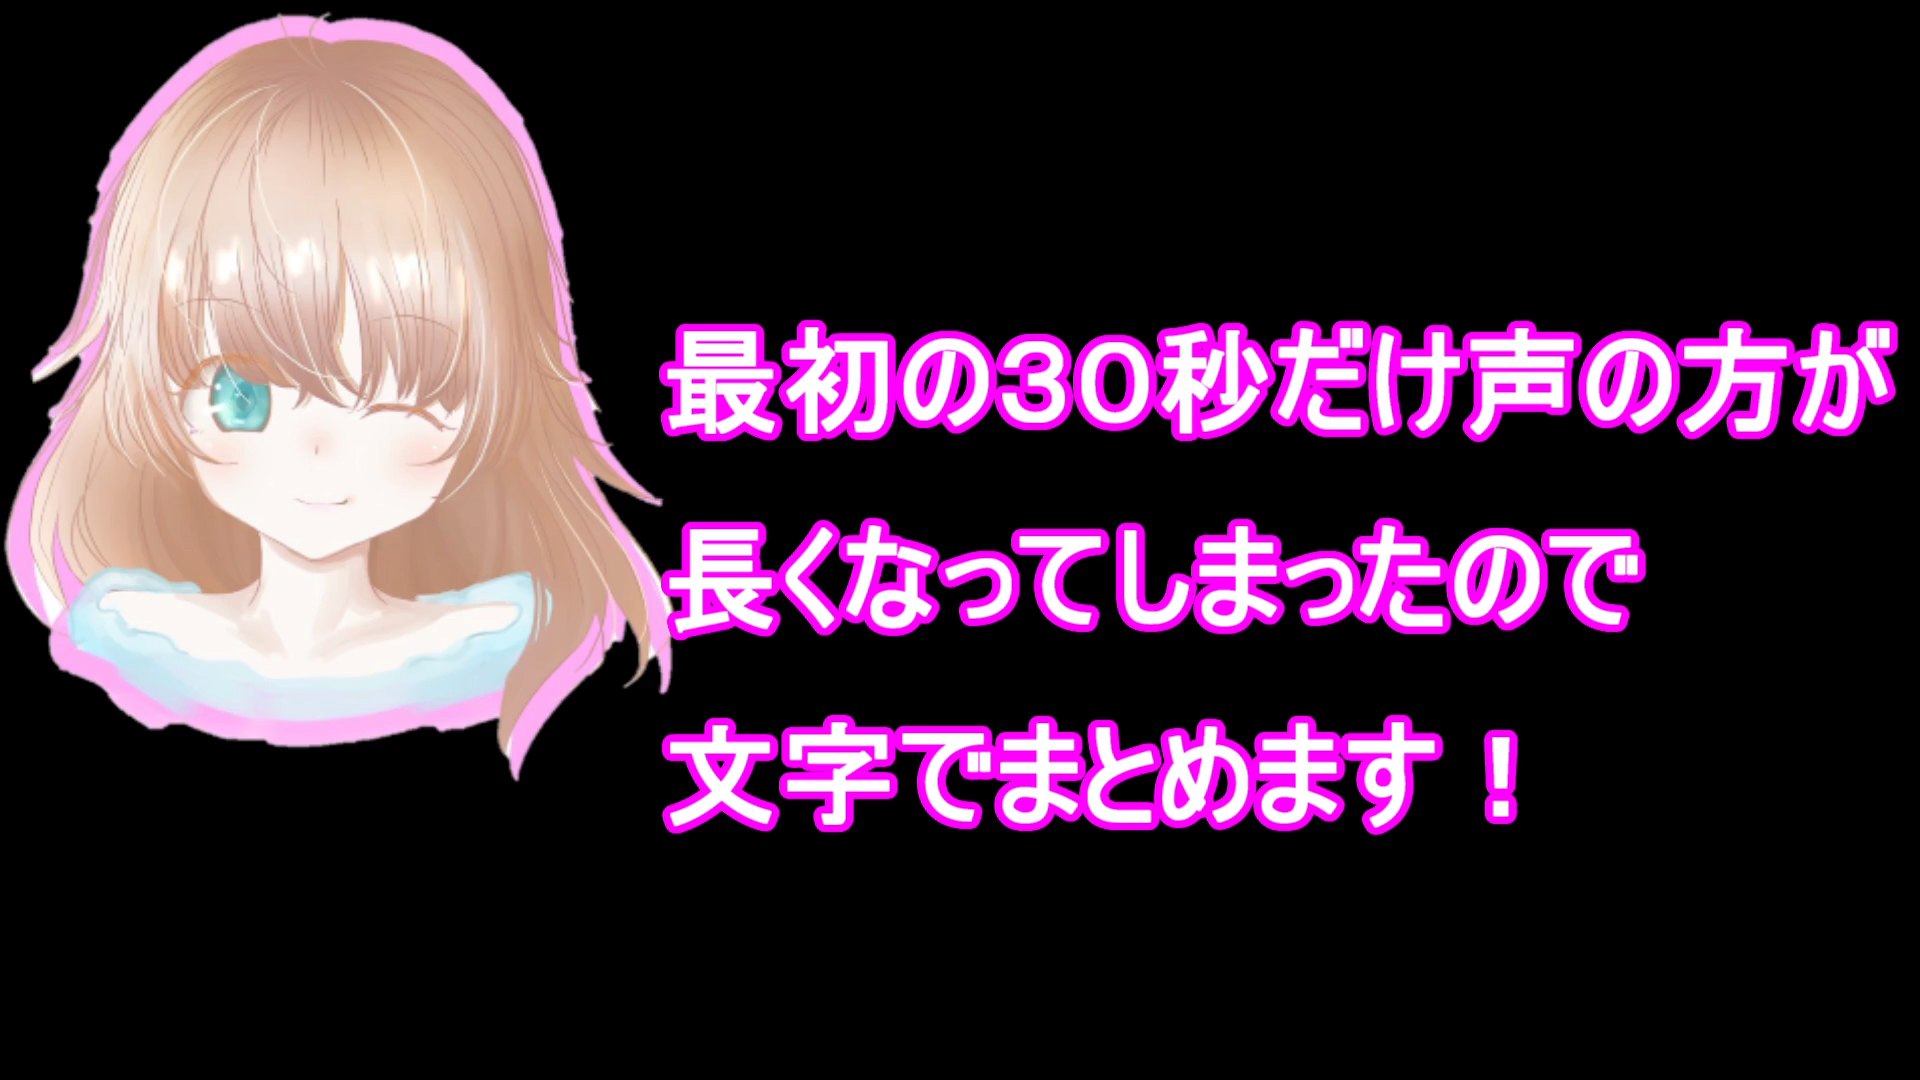 最初の30秒だけ声の方が
長くなってしまったので
文字でまとめます！